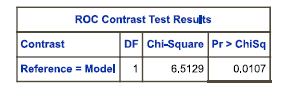 ROC Contrast Test Results
Contrast DF Chi-Square Pr > ChiSq
Reference = Model 1 6.5129 0.0107